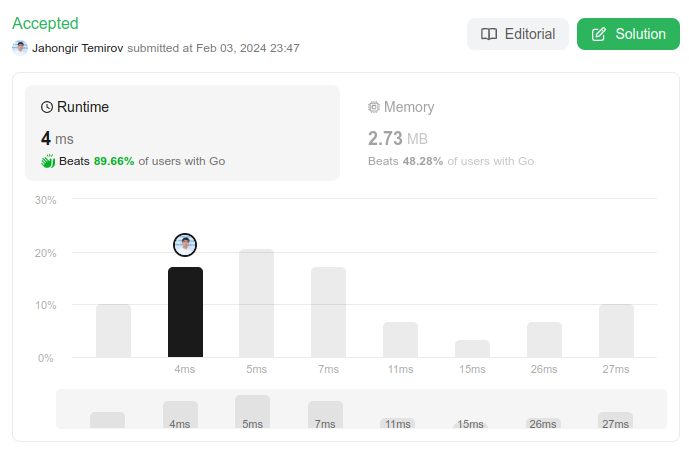 Accepted
Jahongir Temirov submitted at Feb 03, 2024 23:47
Editorial
Solution
Runtime
4 ms
Beats 89.66% of users with Go
Memory
2.73 MB
Beats 48.28% of users with Go
30%
20%
10%
0%
4ms 5ms 7ms 11ms 15ms 26ms 27ms
4ms 5ms 7ms 11ms 15ms 26ms 27ms